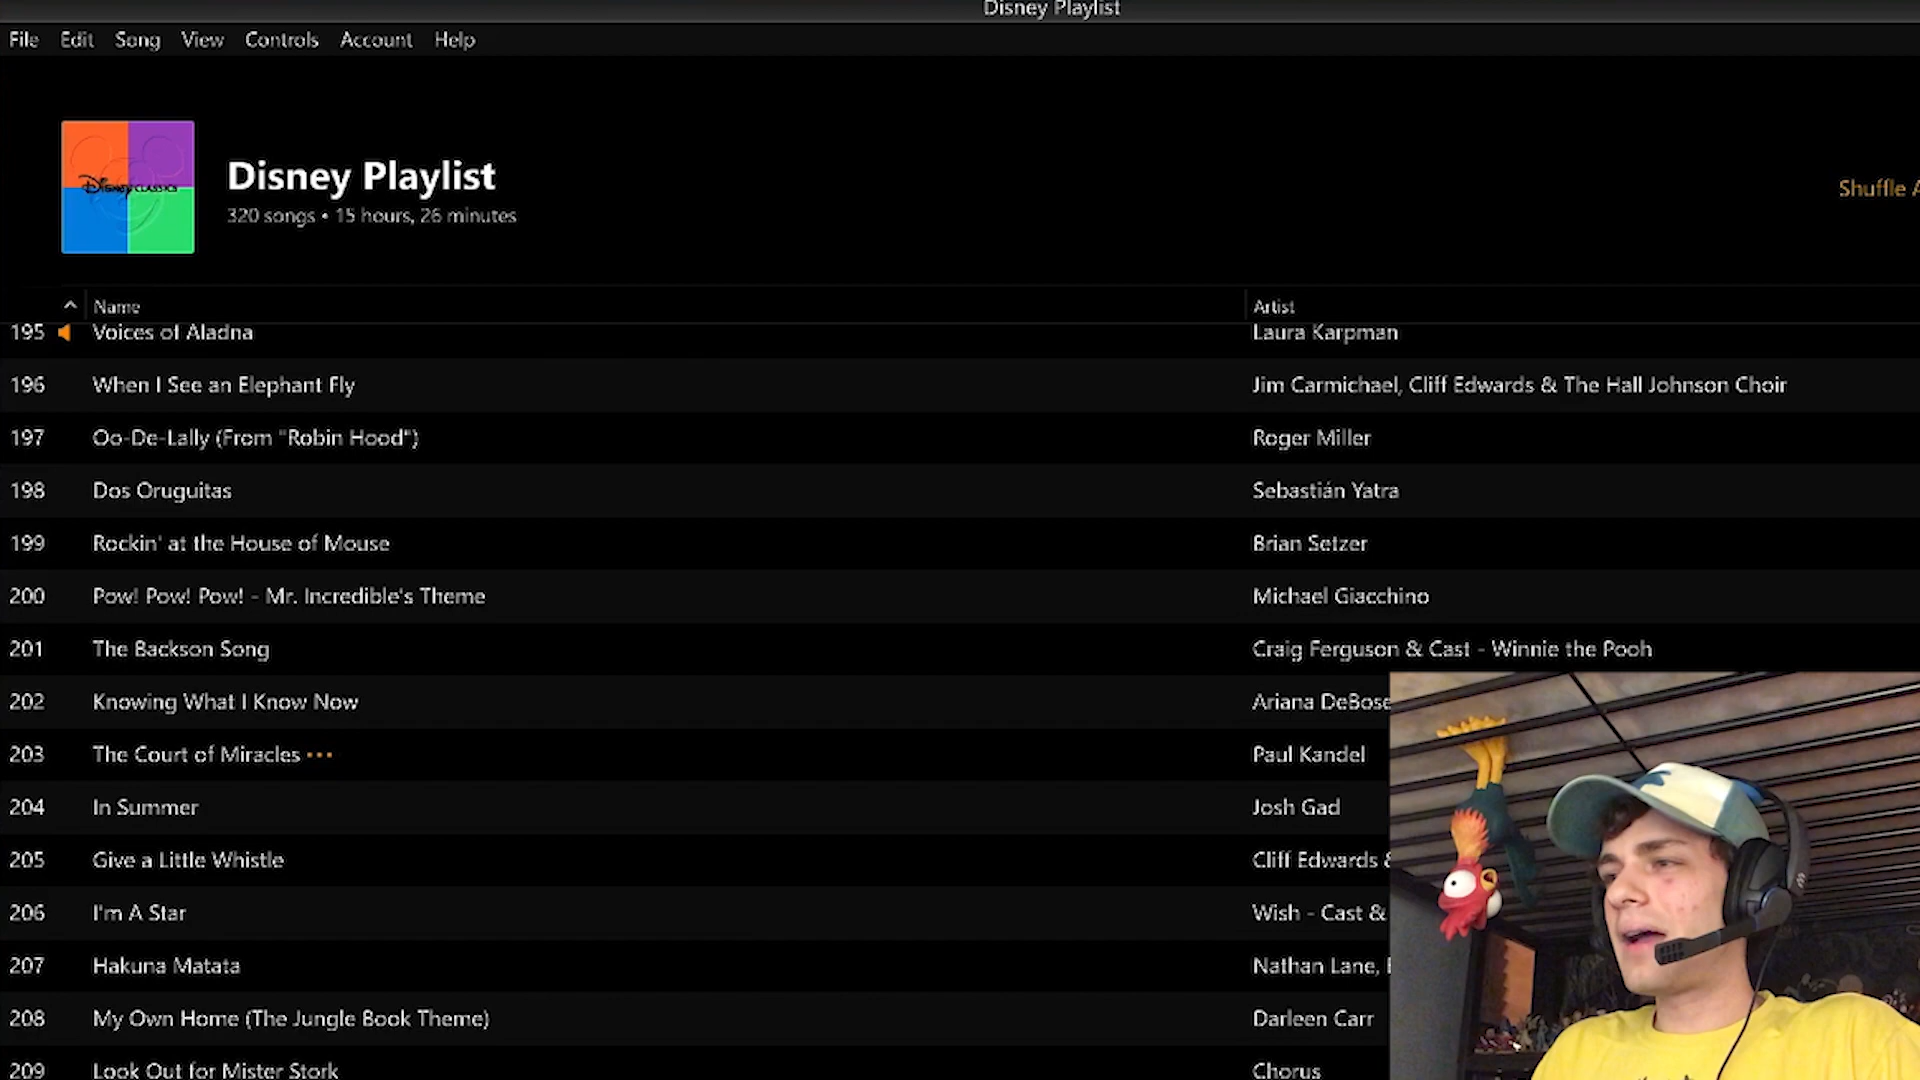 Disney Playlist
File Edit Song View Controls Account Help
Disney CLASSICS
Disney Playlist
320 songs • 15 hours, 26 minutes
Shuffle A
Name Artist
195 Voices of Aladna Laura Karpman
196 When I See an Elephant Fly Jim Carmichael, Cliff Edwards & The Hall Johnson Choir
197 Oo-De-Lally (From "Robin Hood") Roger Miller
198 Dos Oruguitas Sebastián Yatra
199 Rockin' at the House of Mouse Brian Setzer
200 Pow! Pow! Pow! - Mr. Incredible's Theme Michael Giacchino
201 The Backson Song Craig Ferguson & Cast - Winnie the Pooh
202 Knowing What I Know Now Ariana DeBose
203 The Court of Miracles ••• Paul Kandel
204 In Summer Josh Gad
205 Give a Little Whistle Cliff Edwards &
206 I'm A Star Wish - Cast &
207 Hakuna Matata Nathan Lane,
208 My Own Home (The Jungle Book Theme) Darleen Carr
209 Look Out for Mister Stork Chorus